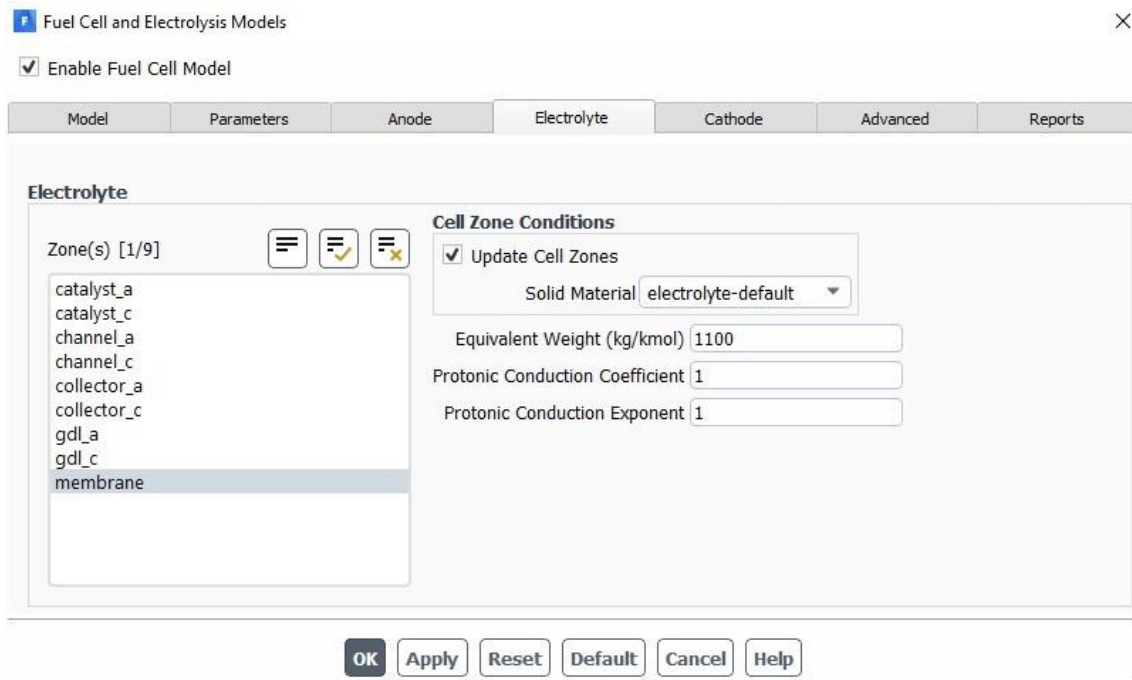 Fuel Cell and Electrolysis Models
Enable Fuel Cell Model
Model Parameters Anode Electrolyte Cathode Advanced Reports
Electrolyte
Zone(s) [1/9]
catalyst_a
catalyst_c
channel_a
channel_c
collector_a
collector_c
gdl_a
gdl_c
membrane
Cell Zone Conditions
Update Cell Zones
Solid Material electrolyte-default
Equivalent Weight (kg/kmol) 1100
Protonic Conduction Coefficient 1
Protonic Conduction Exponent 1
OK Apply Reset Default Cancel Help